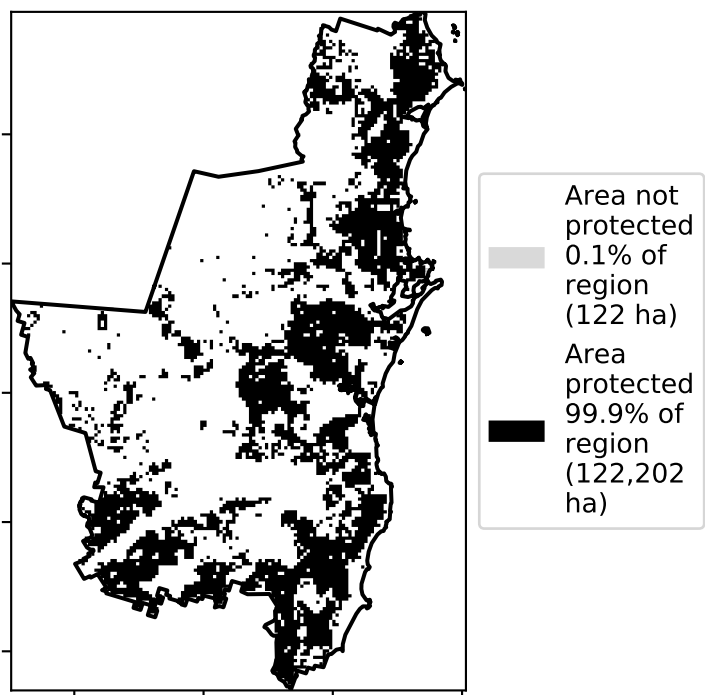 Area not
protected
0.1% of
region
(122 ha)
Area
protected
99.9% of
region
(122,202
ha)